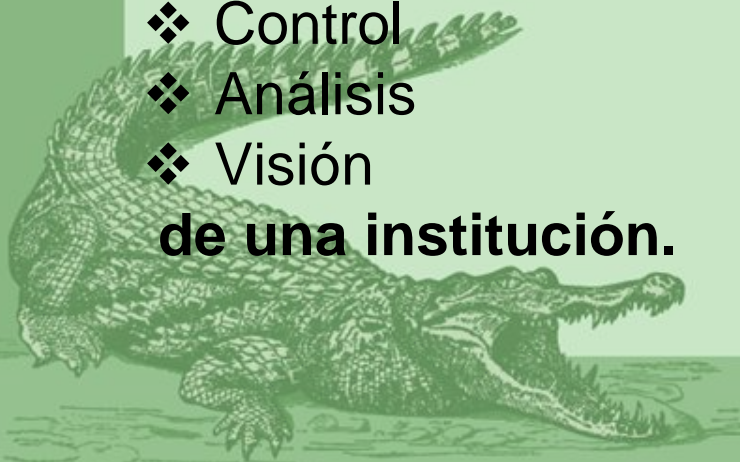 ❖ Control
❖ Análisis
❖ Visión
de una institución.